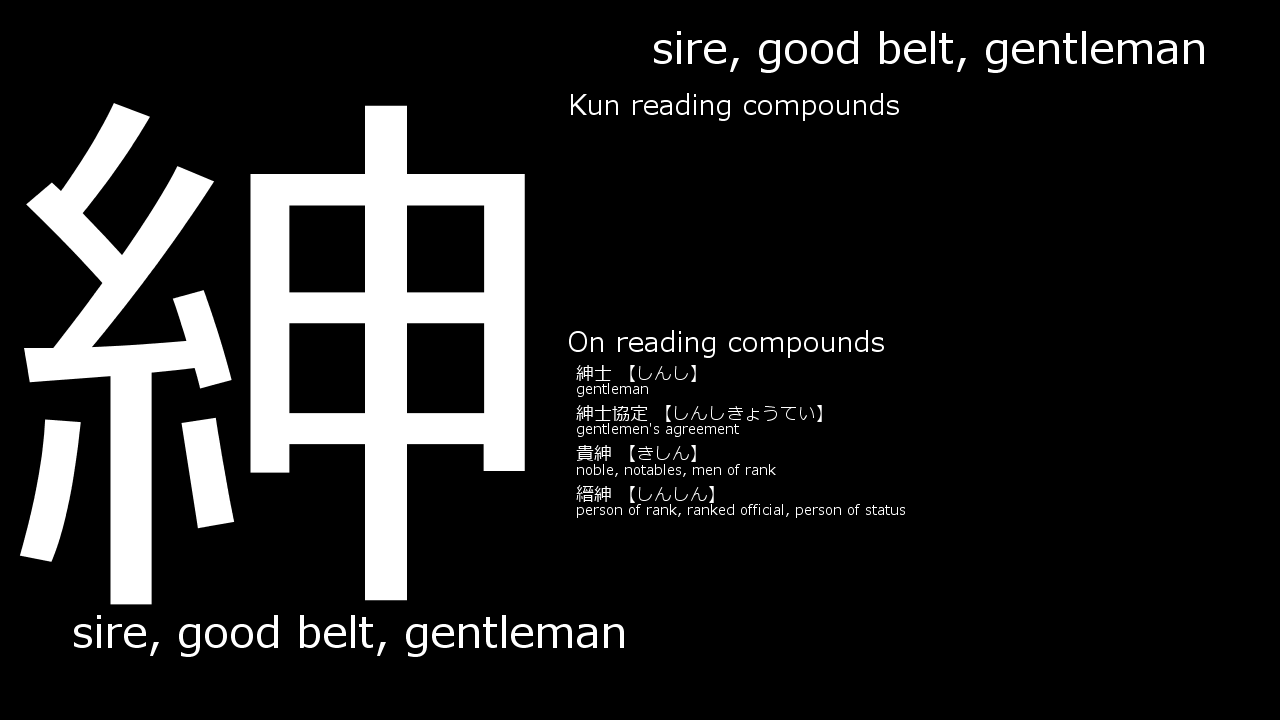 紳
sire, good belt, gentleman
Kun reading compounds
On reading compounds
紳士 【しんし】
gentleman
紳士協定 【しんしきょうてい】
gentlemen's agreement
貴紳 【きしん】
noble, notables, men of rank
縉紳 【しんしん】
person of rank, ranked official, person of status
sire, good belt, gentleman